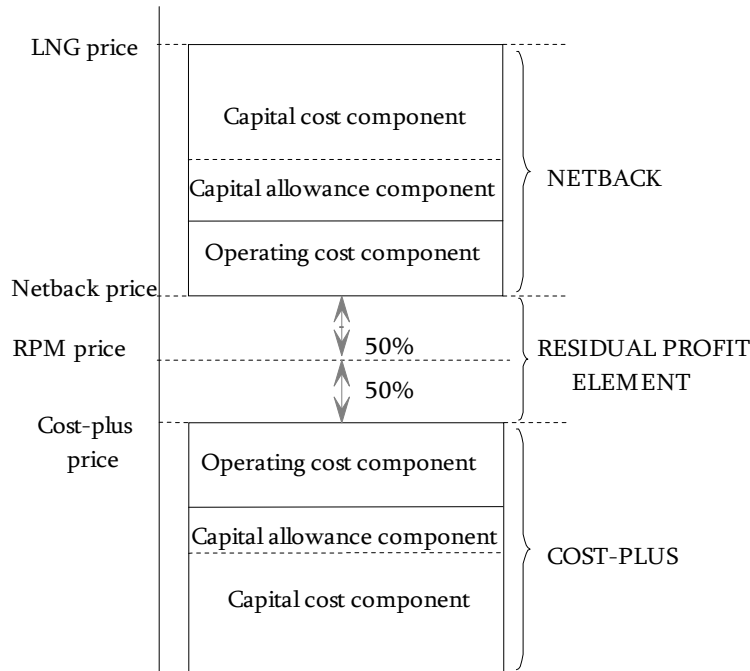 LNG price
Capital cost component
Capital allowance component
NETBACK
Operating cost component
Netback price
50%
RPM price
RESIDUAL PROFIT
ELEMENT
50%
Cost-plus
price
Operating cost component
Capital allowance component
COST-PLUS
Capital cost component